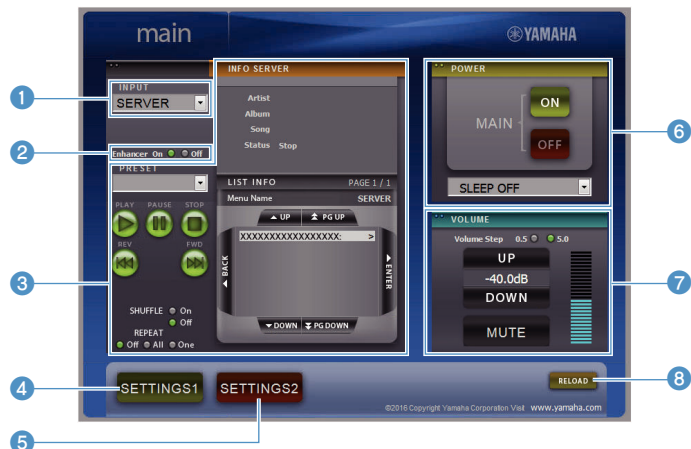 main
YAMAHA
INFO SERVER
POWER
INPUT
SERVER
Artist
Album
Song
Status Stop
ON
MAIN
OFF
Enhancer On Off
PRESET
LIST INFO PAGE 1 / 1
Menu Name SERVER
SLEEP OFF
PLAY PAUSE STOP
UP PG UP
VOLUME
Volume Step 0.5 5.0
XXXXXXXXXXXXXXXXX: >
REV FWD
BACK
ENTER
UP
-40.0dB
DOWN
SHUFFLE On
Off
REPEAT
Off All One
DOWN PG DOWN
MUTE
SETTINGS1
SETTINGS2
RELOAD
©2016 Copyright Yamaha Corporation Visit www.yamaha.com
1
2
3
4
5
6
7
8